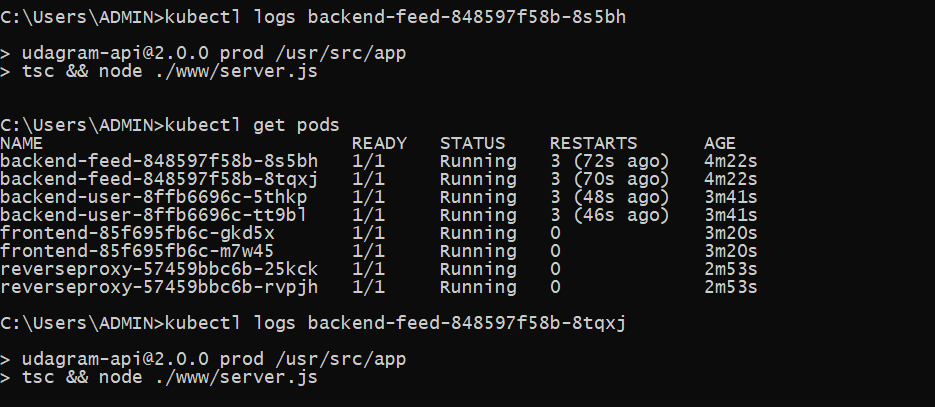 C:\Users\ADMIN>kubectl logs backend-feed-848597f58b-8s5bh
> udagram-api@2.0.0 prod /usr/src/app
> tsc && node ./www/server.js
C:\Users\ADMIN>kubectl get pods
NAME READY STATUS RESTARTS AGE
backend-feed-848597f58b-8s5bh 1/1 Running 3 (72s ago) 4m22s
backend-feed-848597f58b-8tqxj 1/1 Running 3 (70s ago) 4m22s
backend-user-8ffb6696c-5thkp 1/1 Running 3 (48s ago) 3m41s
backend-user-8ffb6696c-tt9bl 1/1 Running 3 (46s ago) 3m41s
frontend-85f695fb6c-gkd5x 1/1 Running 0 3m20s
frontend-85f695fb6c-m7w45 1/1 Running 0 3m20s
reverseproxy-57459bbc6b-25kck 1/1 Running 0 2m53s
reverseproxy-57459bbc6b-rvpjh 1/1 Running 0 2m53s
C:\Users\ADMIN>kubectl logs backend-feed-848597f58b-8tqxj
> udagram-api@2.0.0 prod /usr/src/app
> tsc && node ./www/server.js